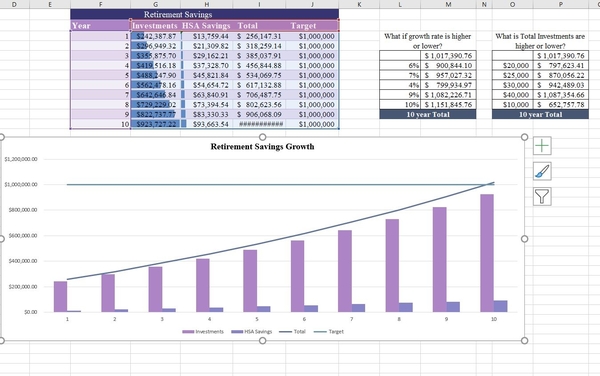 D E F G H I J K L M N O P
Retirement Savings
Year Investments HSA Savings Total Target
1 $242,387.87 $13,759.44 $ 256,147.31 $1,000,000
2 $296,949.32 $21,309.82 $ 318,259.14 $1,000,000
3 $355,875.70 $29,162.21 $ 385,037.91 $1,000,000
4 $419,516.18 $37,328.70 $ 456,844.88 $1,000,000
5 $488,247.90 $45,821.84 $ 534,069.75 $1,000,000
6 $562,478.16 $54,654.72 $ 617,132.88 $1,000,000
7 $642,646.84 $63,840.91 $ 706,487.75 $1,000,000
8 $729,229.02 $73,394.54 $ 802,623.56 $1,000,000
9 $822,737.77 $83,330.33 $ 906,068.09 $1,000,000
10 $923,727.22 $93,663.54 ########### $1,000,000
What if growth rate is higher
or lower?
$ 1,017,390.76
6% $ 900,844.10
7% $ 957,027.32
4% $ 799,934.97
9% $ 1,082,226.71
10% $ 1,151,845.76
10 year Total
What is Total Investments are
higher or lower?
$ 1,017,390.76
$20,000 $ 797,623.41
$25,000 $ 870,056.22
$30,000 $ 942,489.03
$40,000 $ 1,087,354.66
$10,000 $ 652,757.78
10 year Total
Retirement Savings Growth
$1,200,000.00
$1,000,000.00
$800,000.00
$600,000.00
$400,000.00
$200,000.00
$0.00
1 2 3 4 5 6 7 8 9 10
Investments HSA Savings Total Target